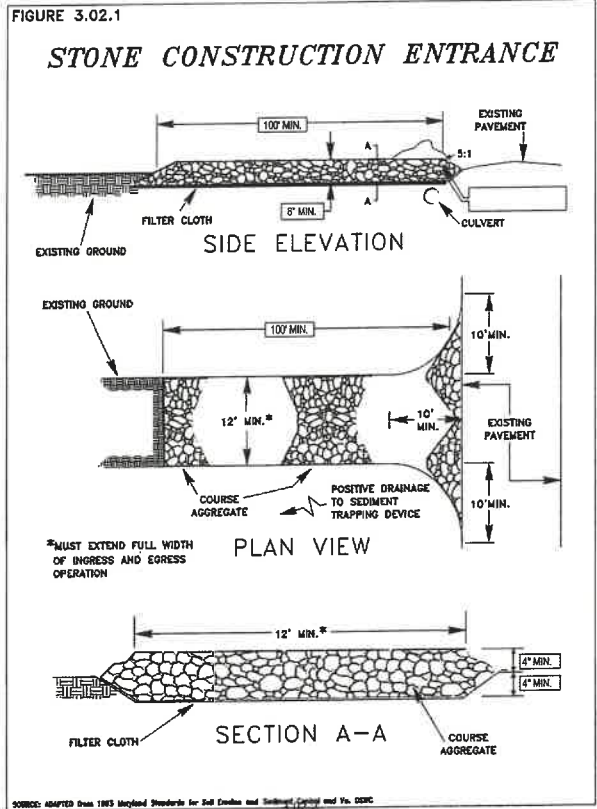 FIGURE 3.02.1
STONE CONSTRUCTION ENTRANCE
100' MIN.
EXISTING
PAVEMENT
A
5:1
FILTER CLOTH
8" MIN.
A
CULVERT
EXISTING GROUND
SIDE ELEVATION
EXISTING GROUND
100' MIN.
10' MIN.
12' MIN.*
10'
MIN.
EXISTING
PAVEMENT
COURSE
AGGREGATE
POSITIVE DRAINAGE
TO SEDIMENT
TRAPPING DEVICE
10' MIN.
*MUST EXTEND FULL WIDTH
OF INGRESS AND EGRESS
OPERATION
PLAN VIEW
12' MIN.*
4" MIN.
4" MIN.
FILTER CLOTH
SECTION A-A
COURSE
AGGREGATE
SOURCE: ADAPTED from 1983 Maryland Standards for Soil Erosion and Sediment Control and Va. DSWC